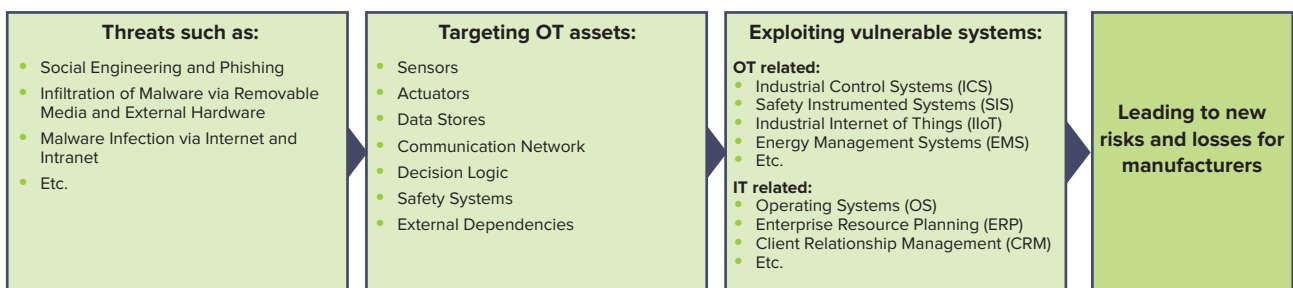 Threats such as:
• Social Engineering and Phishing
• Infiltration of Malware via Removable
Media and External Hardware
• Malware Infection via Internet and
Intranet
• Etc.
Targeting OT assets:
• Sensors
• Actuators
• Data Stores
• Communication Network
• Decision Logic
• Safety Systems
• External Dependencies
Exploiting vulnerable systems:
OT related:
• Industrial Control Systems (ICS)
• Safety Instrumented Systems (SIS)
• Industrial Internet of Things (IIoT)
• Energy Management Systems (EMS)
• Etc.
IT related:
• Operating Systems (OS)
• Enterprise Resource Planning (ERP)
• Client Relationship Management (CRM)
• Etc.
Leading to new
risks and losses for
manufacturers